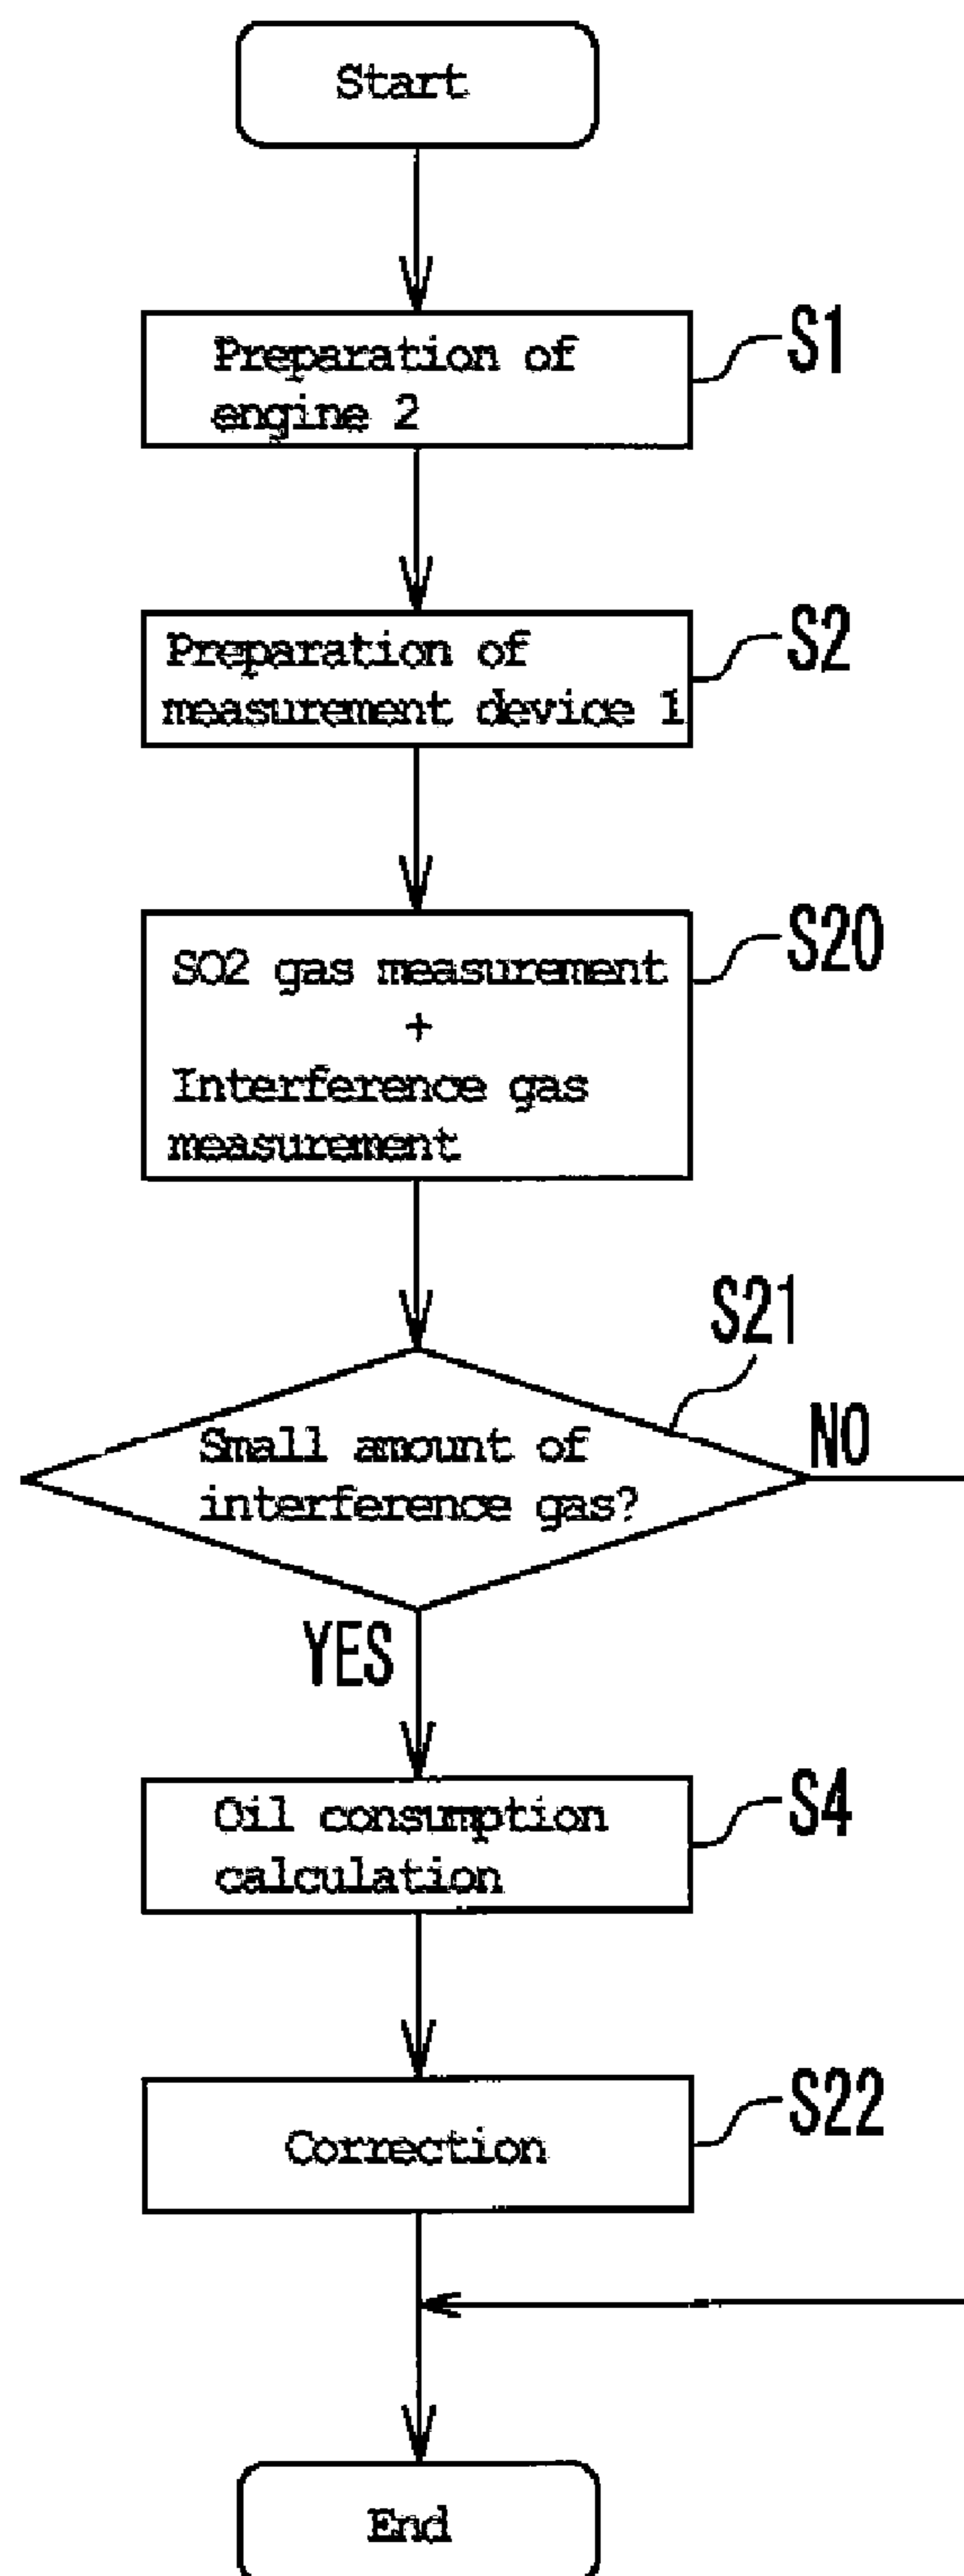 Start
Preparation of
engine 2
S1
Preparation of
measurement device 1
S2
SO2 gas measurement
+
Interference gas
measurement
S20
S21
Small amount of
interference gas?
NO
YES
Oil consumption
calculation
S4
Correction
S22
End